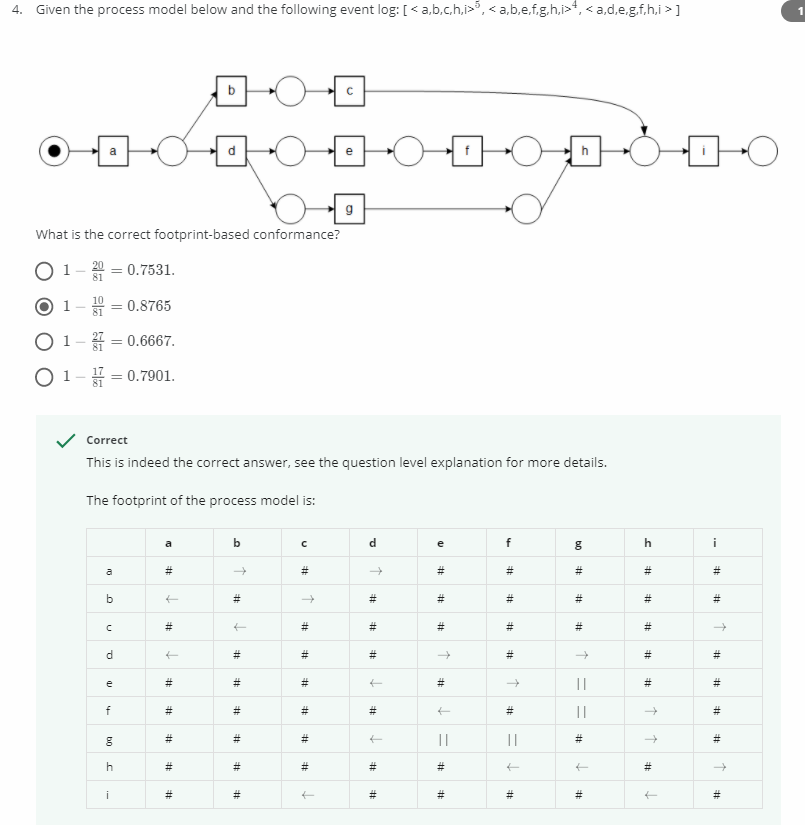 4. Given the process model below and the following event log: [ < a,b,c,h,i>⁵, < a,b,e,f,g,h,i>⁴, < a,d,e,g,f,h,i > ]
1
b c
a d e f h i
g
What is the correct footprint-based conformance?
1 − 20/81 = 0.7531.
1 − 10/81 = 0.8765
1 − 27/81 = 0.6667.
1 − 17/81 = 0.7901.
Correct
This is indeed the correct answer, see the question level explanation for more details.
The footprint of the process model is:
a b c d e f g h i
a # → # → # # # # #
b ← # → # # # # # #
c # ← # # # # # # →
d ← # # # → # → # #
e # # # ← # → || # #
f # # # # ← # || → #
g # # # ← || || # → #
h # # # # # ← ← # →
i # # ← # # # # ← #